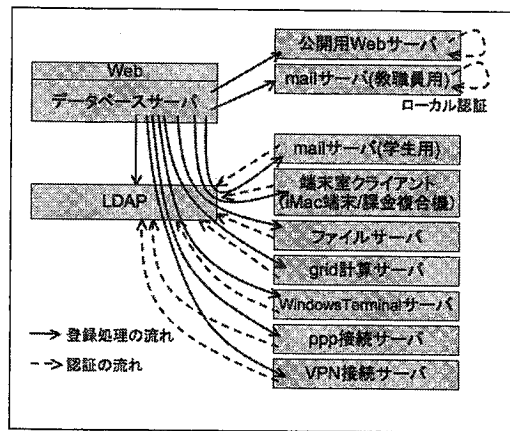 公開用Webサーバ
Web
データベースサーバ
mailサーバ(教職員用)
ローカル認証
mailサーバ(学生用)
端末室クライアント
(iMac端末/課金複合機)
LDAP
ファイルサーバ
grid計算サーバ
WindowsTerminalサーバ
登録処理の流れ
ppp接続サーバ
認証の流れ
VPN接続サーバ